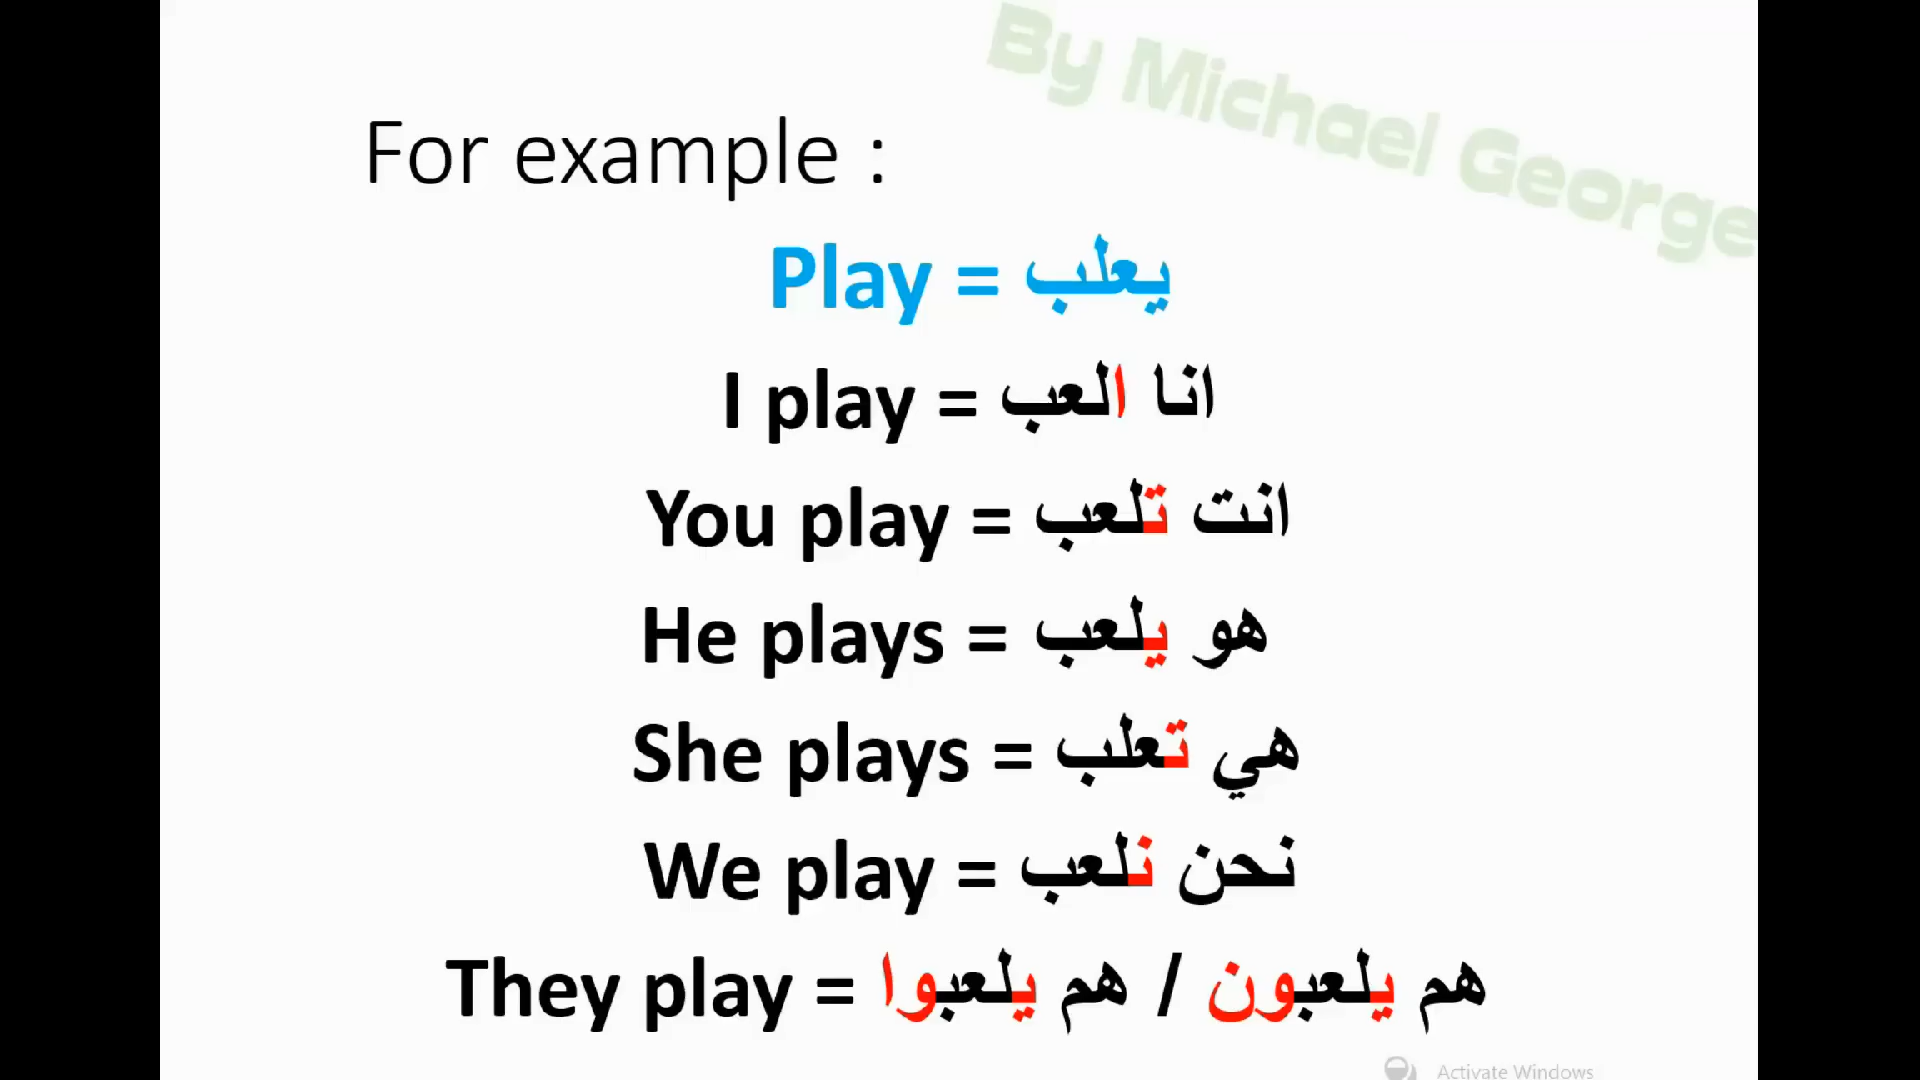 By Michael George
For example :
Play = يعلب
I play = انا العب
You play = انت تلعب
He plays = هو يلعب
She plays = هي تعلب
We play = نحن نلعب
They play = هم يلعبوا / هم يلعبون
Activate Windows